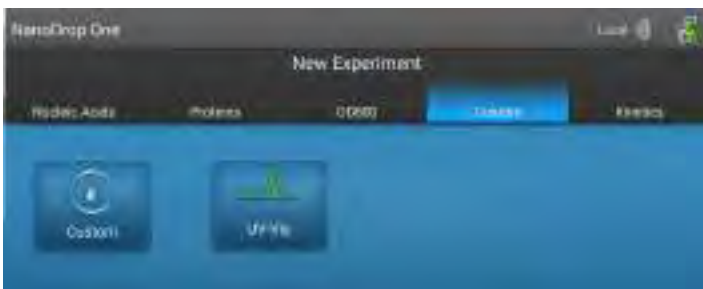 NanoDrop One Local
New Experiment
Nucleic Acids Proteins OD600 Custom Kinetics
Custom UV-Vis